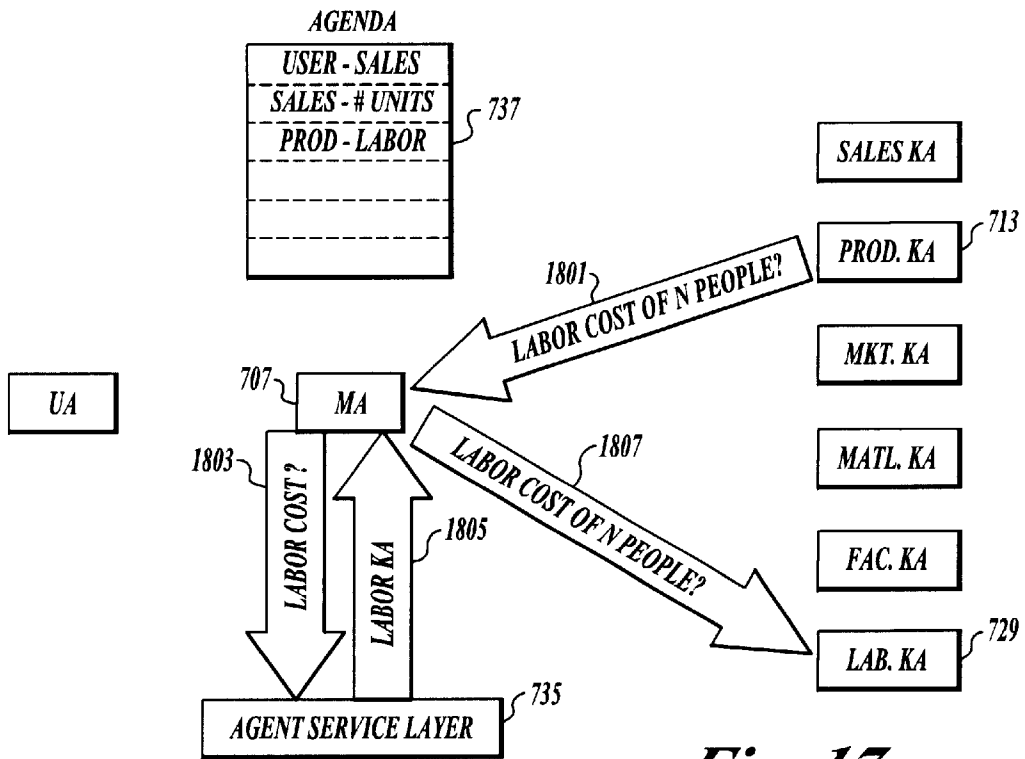 AGENDA
USER - SALES
SALES - # UNITS
PROD - LABOR
737
SALES KA
PROD. KA
713
1801
LABOR COST OF N PEOPLE?
MKT. KA
707
UA
MA
1807
LABOR COST OF N PEOPLE?
MATL. KA
1803
LABOR COST ?
LABOR KA
1805
FAC. KA
LAB. KA
729
735
AGENT SERVICE LAYER
Fig. 17